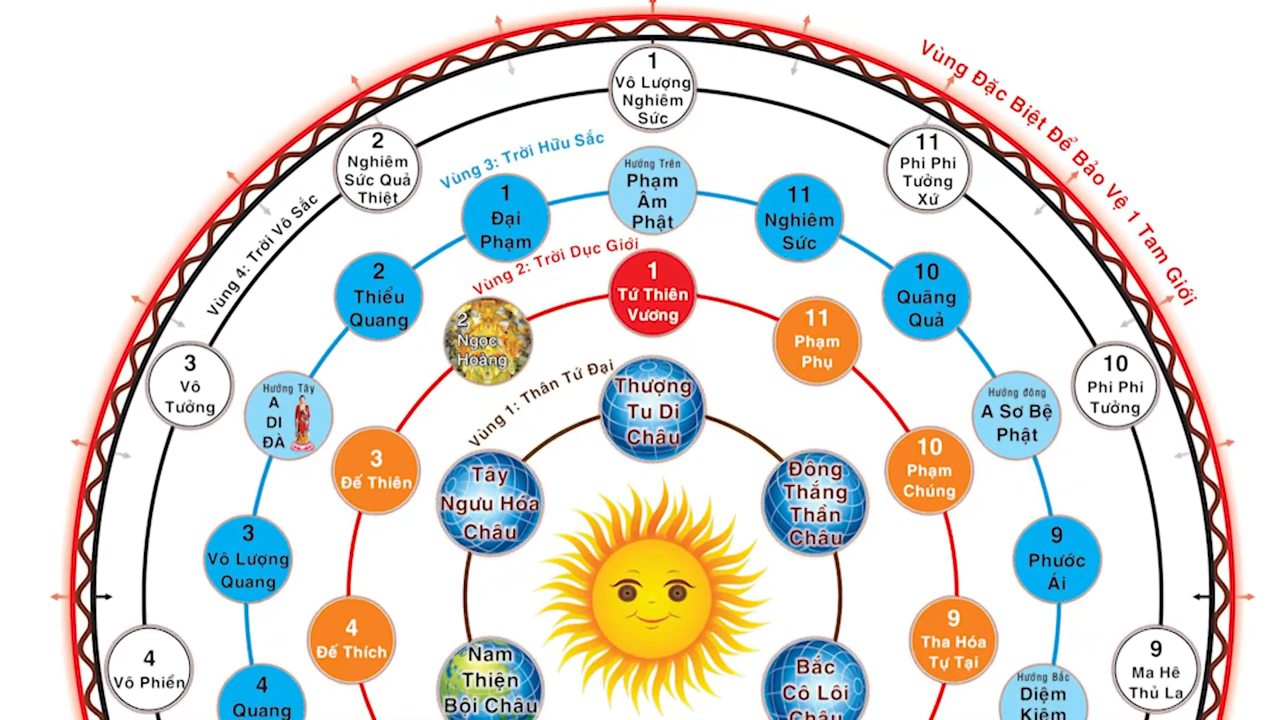 Vùng Đặc Biệt Để Bảo Vệ 1 Tam Giới
1
Vô Lượng
Nghiêm
Sức
2
Nghiêm
Sức Quả
Thiệt
11
Phi Phi
Tưởng
Xứ
Vùng 3: Trời Hữu Sắc
Hướng Trên
Phạm
Âm
Phật
1
Đại
Phạm
11
Nghiêm
Sức
Vùng 4: Trời Vô Sắc
Vùng 2: Trời Dục Giới
2
Thiểu
Quang
1
Tứ Thiên
Vương
10
Quãng
Quả
2
Ngọc
Hoàng
11
Phạm
Phụ
3
Vô
Tưởng
10
Phi Phi
Tưởng
Vùng 1: Thân Tứ Đại
Thượng
Tu Di
Châu
Hướng Tây
A
DI
ĐÀ
Hướng đông
A Sơ Bệ
Phật
3
Đế Thiên
10
Phạm
Chúng
Tây
Ngưu Hóa
Châu
Đông
Thắng
Thần
Châu
3
Vô Lượng
Quang
9
Phước
Ái
4
Đế Thích
9
Tha Hóa
Tự Tại
4
Vô Phiền
9
Ma Hê
Thủ La
Nam
Thiện
Bội Châu
Bắc
Cô Lôi
Châu
4
Quang
Hướng Bắc
Diệm
Kiêm